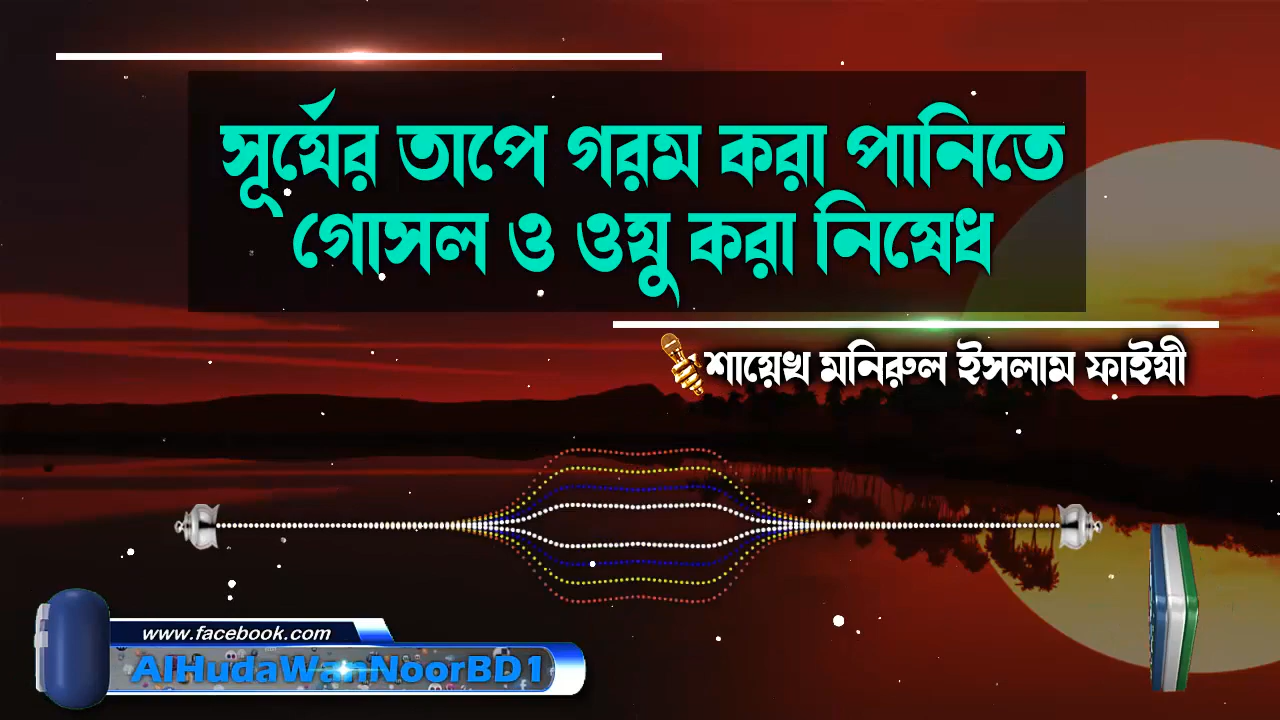 সূর্যের তাপে গরম করা পানিতে
গোসল ও ওযু করা নিষেধ
শায়েখ মনিরুল ইসলাম ফাইযী
www.facebook.com
AlHudaWanNoorBD1